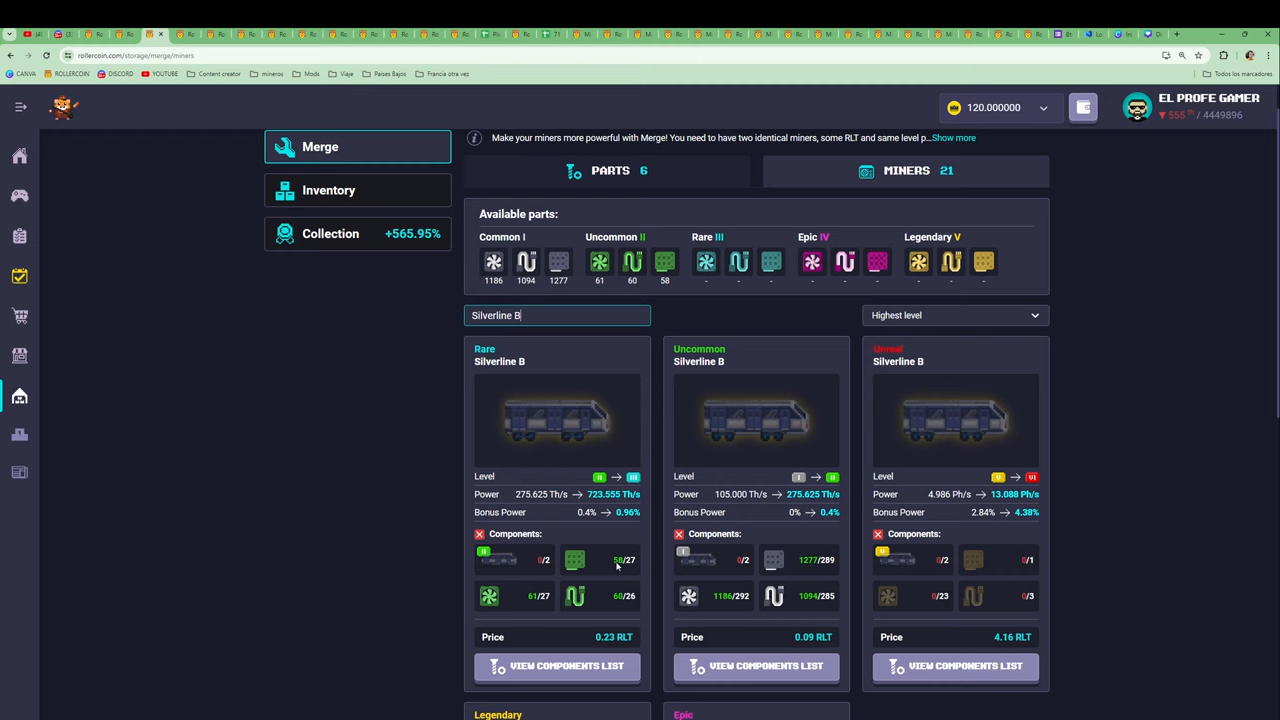 rollercoin.com/storage/merge/miners
CANVA
ROLLERCOIN
DISCORD
YOUTUBE
Content creator
mineros
Mods
Viaje
Paises Bajos
Francia otra vez
Todos los marcadores
120.000000
EL PROFE GAMER
555 th / 4449896
Merge
Inventory
Collection +565.95%
Make your miners more powerful with Merge! You need to have two identical miners, some RLT and same level p...Show more
PARTS 6
MINERS 21
Available parts:
Common I
Uncommon II
Rare III
Epic IV
Legendary V
1186 1094 1277 61 60 58 - - - - - - - - -
Silverline B
Highest level
Rare
Silverline B
Level II → III
Power 275.625 Th/s → 723.555 Th/s
Bonus Power 0.4% → 0.96%
Components:
II 0/2 58/27
61/27 60/26
Price 0.23 RLT
VIEW COMPONENTS LIST
Uncommon
Silverline B
Level I → II
Power 105.000 Th/s → 275.625 Th/s
Bonus Power 0% → 0.4%
Components:
I 0/2 1277/289
1186/292 1094/285
Price 0.09 RLT
VIEW COMPONENTS LIST
Unreal
Silverline B
Level V → VI
Power 4.986 Ph/s → 13.088 Ph/s
Bonus Power 2.84% → 4.38%
Components:
V 0/2 0/1
0/23 0/3
Price 4.16 RLT
VIEW COMPONENTS LIST
Legendary
Epic